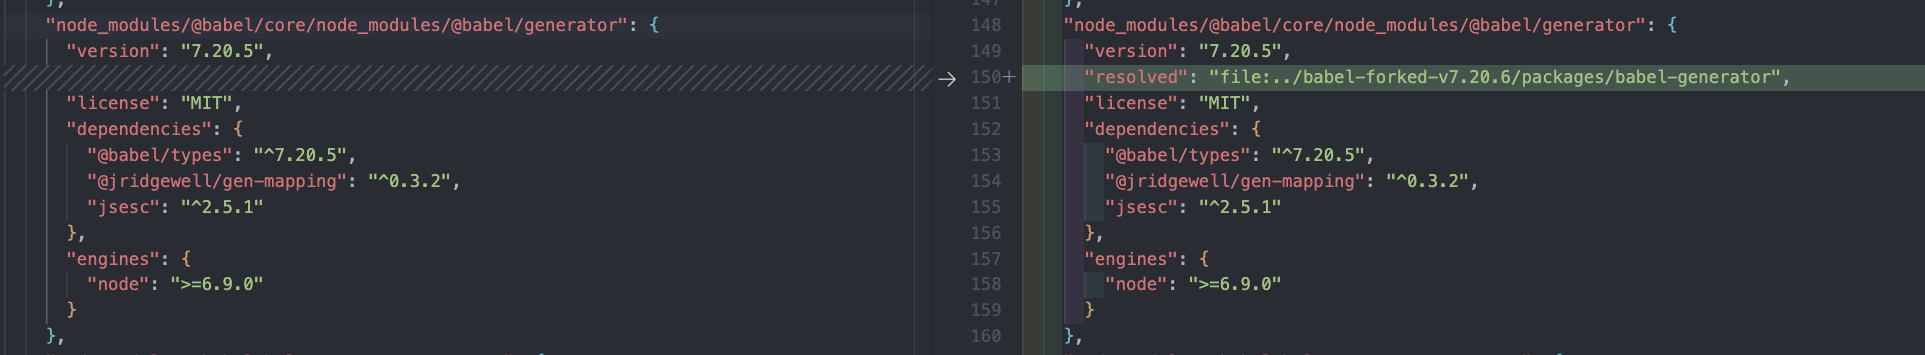 "node_modules/@babel/core/node_modules/@babel/generator": {
"version": "7.20.5",
"license": "MIT",
"dependencies": {
"@babel/types": "^7.20.5",
"@jridgewell/gen-mapping": "^0.3.2",
"jsesc": "^2.5.1"
},
"engines": {
"node": ">=6.9.0"
}
},
148 "node_modules/@babel/core/node_modules/@babel/generator": {
149 "version": "7.20.5",
150+ "resolved": "file:../babel-forked-v7.20.6/packages/babel-generator",
151 "license": "MIT",
152 "dependencies": {
153 "@babel/types": "^7.20.5",
154 "@jridgewell/gen-mapping": "^0.3.2",
155 "jsesc": "^2.5.1"
156 },
157 "engines": {
158 "node": ">=6.9.0"
159 }
160 },